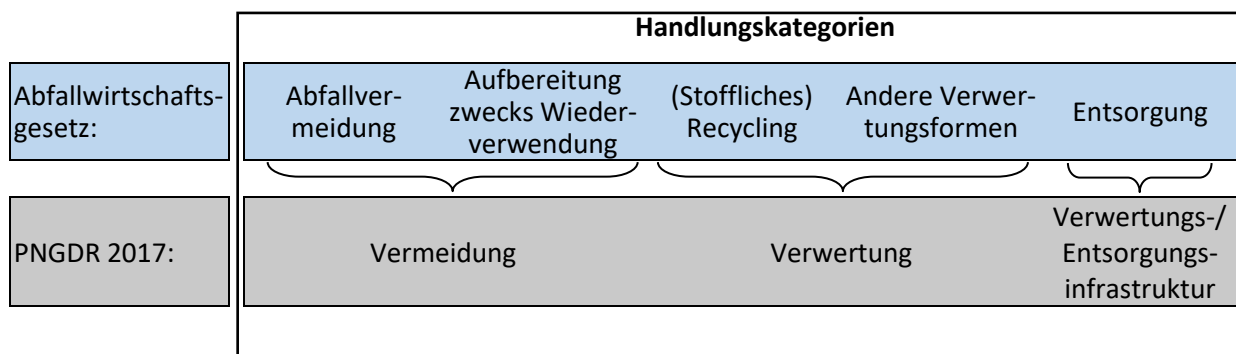 Handlungskategorien
Abfallwirtschafts-
gesetz:
Abfallver-
meidung
Aufbereitung
zwecks Wieder-
verwendung
(Stoffliches)
Recycling
Andere Verwer-
tungsformen
Entsorgung
PNGDR 2017:
Vermeidung
Verwertung
Verwertungs-/
Entsorgungs-
infrastruktur